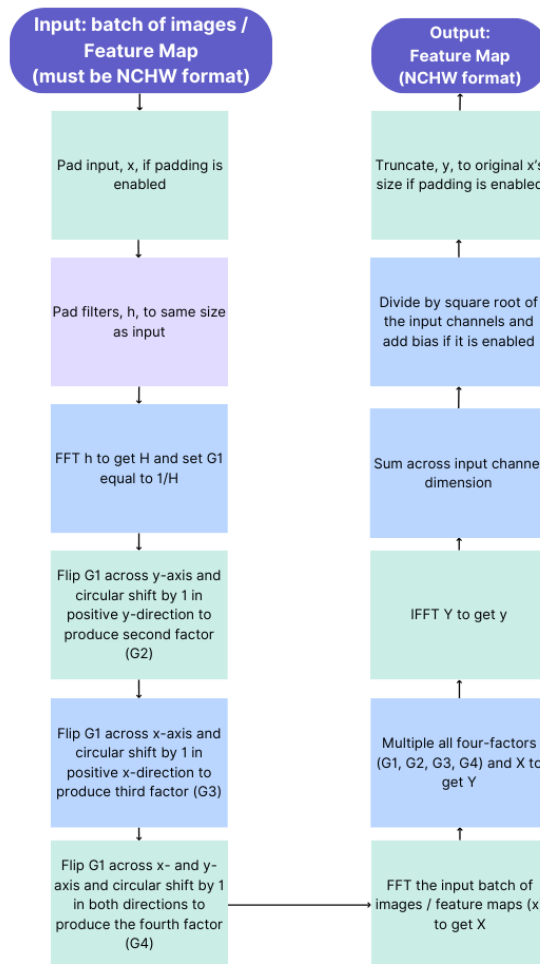 Input: batch of images /
Feature Map
(must be NCHW format)
Pad input, x, if padding is
enabled
Pad filters, h, to same size
as input
FFT h to get H and set G1
equal to 1/H
Flip G1 across y-axis and
circular shift by 1 in
positive y-direction to
produce second factor
(G2)
Flip G1 across x-axis and
circular shift by 1 in
positive x-direction to
produce third factor (G3)
Flip G1 across x- and y-
axis and circular shift by 1
in both directions to
produce the fourth factor
(G4)
Output:
Feature Map
(NCHW format)
Truncate, y, to original x's
size if padding is enabled
Divide by square root of
the input channels and
add bias if it is enabled
Sum across input channe
dimension
IFFT Y to get y
Multiple all four-factors
(G1, G2, G3, G4) and X to
get Y
FFT the input batch of
images / feature maps (x
to get X